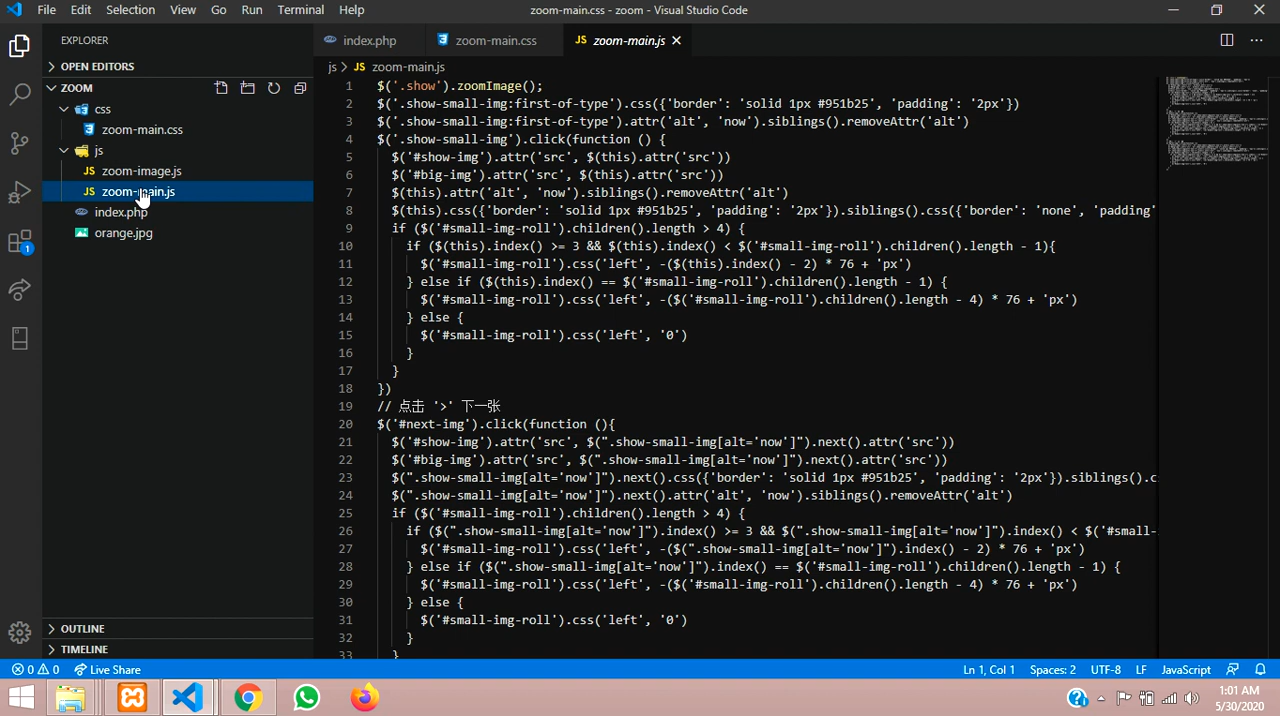 File Edit Selection View Go Run Terminal Help
zoom-main.css - zoom - Visual Studio Code
EXPLORER
OPEN EDITORS
ZOOM
css
zoom-main.css
js
zoom-image.js
zoom-main.js
index.php
orange.jpg
OUTLINE
TIMELINE
1
index.php
zoom-main.css
JS zoom-main.js
js > JS zoom-main.js
1 $('.show').zoomImage();
2 $('.show-small-img:first-of-type').css({'border': 'solid 1px #951b25', 'padding': '2px'})
3 $('.show-small-img:first-of-type').attr('alt', 'now').siblings().removeAttr('alt')
4 $('.show-small-img').click(function () {
5 $('#show-img').attr('src', $(this).attr('src'))
6 $('#big-img').attr('src', $(this).attr('src'))
7 $(this).attr('alt', 'now').siblings().removeAttr('alt')
8 $(this).css({'border': 'solid 1px #951b25', 'padding': '2px'}).siblings().css({'border': 'none', 'padding'
9 if ($('#small-img-roll').children().length > 4) {
10 if ($(this).index() >= 3 && $(this).index() < $('#small-img-roll').children().length - 1){
11 $('#small-img-roll').css('left', -($(this).index() - 2) * 76 + 'px')
12 } else if ($(this).index() == $('#small-img-roll').children().length - 1) {
13 $('#small-img-roll').css('left', -($('#small-img-roll').children().length - 4) * 76 + 'px')
14 } else {
15 $('#small-img-roll').css('left', '0')
16 }
17 }
18 })
19 // 点击 '>' 下一张
20 $('#next-img').click(function (){
21 $('#show-img').attr('src', $(".show-small-img[alt='now']").next().attr('src'))
22 $('#big-img').attr('src', $(".show-small-img[alt='now']").next().attr('src'))
23 $(".show-small-img[alt='now']").next().css({'border': 'solid 1px #951b25', 'padding': '2px'}).siblings().c
24 $(".show-small-img[alt='now']").next().attr('alt', 'now').siblings().removeAttr('alt')
25 if ($('#small-img-roll').children().length > 4) {
26 if ($(".show-small-img[alt='now']").index() >= 3 && $(".show-small-img[alt='now']").index() < $('#small-
27 $('#small-img-roll').css('left', -($(".show-small-img[alt='now']").index() - 2) * 76 + 'px')
28 } else if ($(".show-small-img[alt='now']").index() == $('#small-img-roll').children().length - 1) {
29 $('#small-img-roll').css('left', -($('#small-img-roll').children().length - 4) * 76 + 'px')
30 } else {
31 $('#small-img-roll').css('left', '0')
32 }
33 }
0 0 Live Share
Ln 1, Col 1 Spaces: 2 UTF-8 LF JavaScript
1:01 AM
5/30/2020